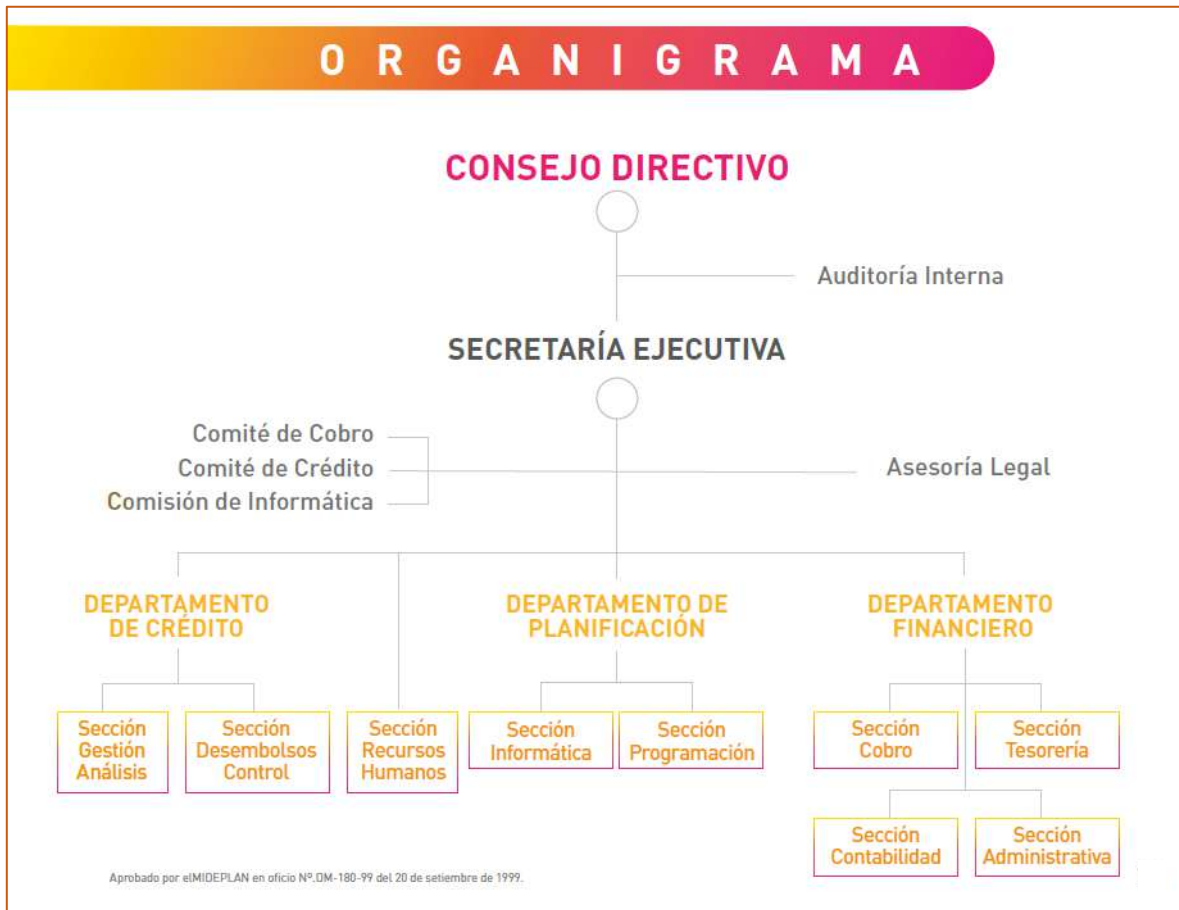 ORGANIGRAMA
CONSEJO DIRECTIVO
Auditoría Interna
SECRETARÍA EJECUTIVA
Comité de Cobro
Comité de Crédito
Comisión de Informática
Asesoría Legal
DEPARTAMENTO
DE CRÉDITO
DEPARTAMENTO DE
PLANIFICACIÓN
DEPARTAMENTO
FINANCIERO
Sección
Gestión
Análisis
Sección
Desembolsos
Control
Sección
Recursos
Humanos
Sección
Informática
Sección
Programación
Sección
Cobro
Sección
Tesorería
Sección
Contabilidad
Sección
Administrativa
Aprobado por elMIDEPLAN en oficio Nº.DM-180-99 del 20 de setiembre de 1999.